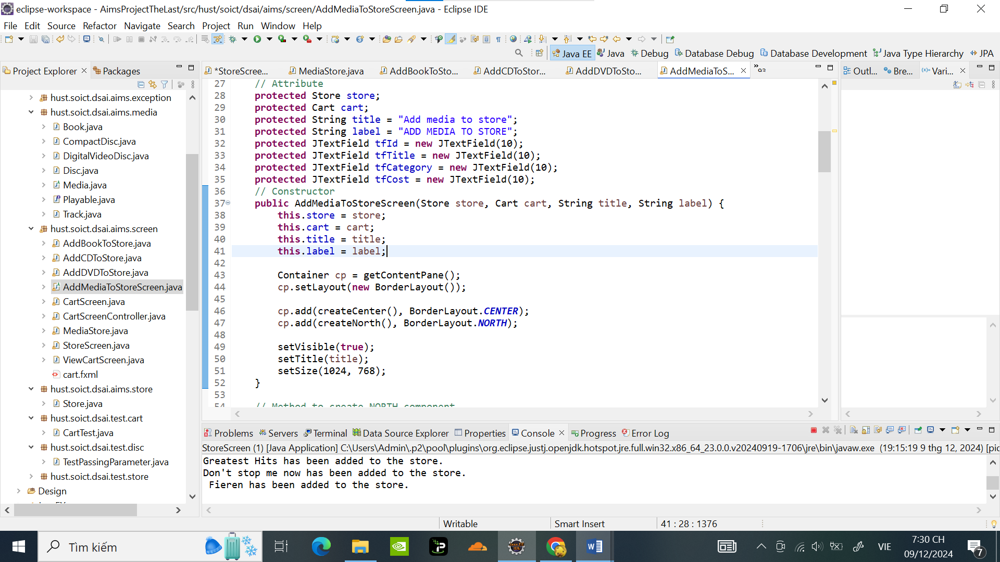 eclipse-workspace - AimsProjectTheLast/src/hust/soict/dsai/aims/screen/AddMediaToStoreScreen.java - Eclipse IDE
File Edit Source Refactor Navigate Search Project Run Window Help
Java EE Java Debug Database Debug Database Development Java Type Hierarchy JPA
Project Explorer Packages
*StoreScree... MediaStore.java AddBookToSto... AddCDToStor... AddDVDToSto... AddMediaToS...
Outl... Bre... Vari...
hust.soict.dsai.aims.exception
hust.soict.dsai.aims.media
Book.java
CompactDisc.java
DigitalVideoDisc.java
Disc.java
Media.java
Playable.java
Track.java
hust.soict.dsai.aims.screen
AddBookToStore.java
AddCDToStore.java
AddDVDToStore.java
AddMediaToStoreScreen.java
CartScreen.java
CartScreenController.java
MediaStore.java
StoreScreen.java
ViewCartScreen.java
cart.fxml
hust.soict.dsai.aims.store
Store.java
hust.soict.dsai.test.cart
CartTest.java
hust.soict.dsai.test.disc
TestPassingParameter.java
hust.soict.dsai.test.store
Design
27 // Attribute
28 protected Store store;
29 protected Cart cart;
30 protected String title = "Add media to store";
31 protected String label = "ADD MEDIA TO STORE";
32 protected JTextField tfId = new JTextField(10);
33 protected JTextField tfTitle = new JTextField(10);
34 protected JTextField tfCategory = new JTextField(10);
35 protected JTextField tfCost = new JTextField(10);
36 // Constructor
37 public AddMediaToStoreScreen(Store store, Cart cart, String title, String label) {
38 this.store = store;
39 this.cart = cart;
40 this.title = title;
41 this.label = label;
42
43 Container cp = getContentPane();
44 cp.setLayout(new BorderLayout());
45
46 cp.add(createCenter(), BorderLayout.CENTER);
47 cp.add(createNorth(), BorderLayout.NORTH);
48
49 setVisible(true);
50 setTitle(title);
51 setSize(1024, 768);
52 }
53
54 // Method to create NORTH component
Problems Servers Terminal Data Source Explorer Properties Console Progress Error Log
StoreScreen (1) [Java Application] C:\Users\Admin\.p2\pool\plugins\org.eclipse.justj.openjdk.hotspot.jre.full.win32.x86_64_23.0.0.v20240919-1706\jre\bin\javaw.exe (19:15:19 9 thg 12, 2024) [pic
Greatest Hits has been added to the store.
Don't stop me now has been added to the store.
Fieren has been added to the store.
Writable Smart Insert 41 : 28 : 1376
Tìm kiếm
VIE
7:30 CH
09/12/2024
7